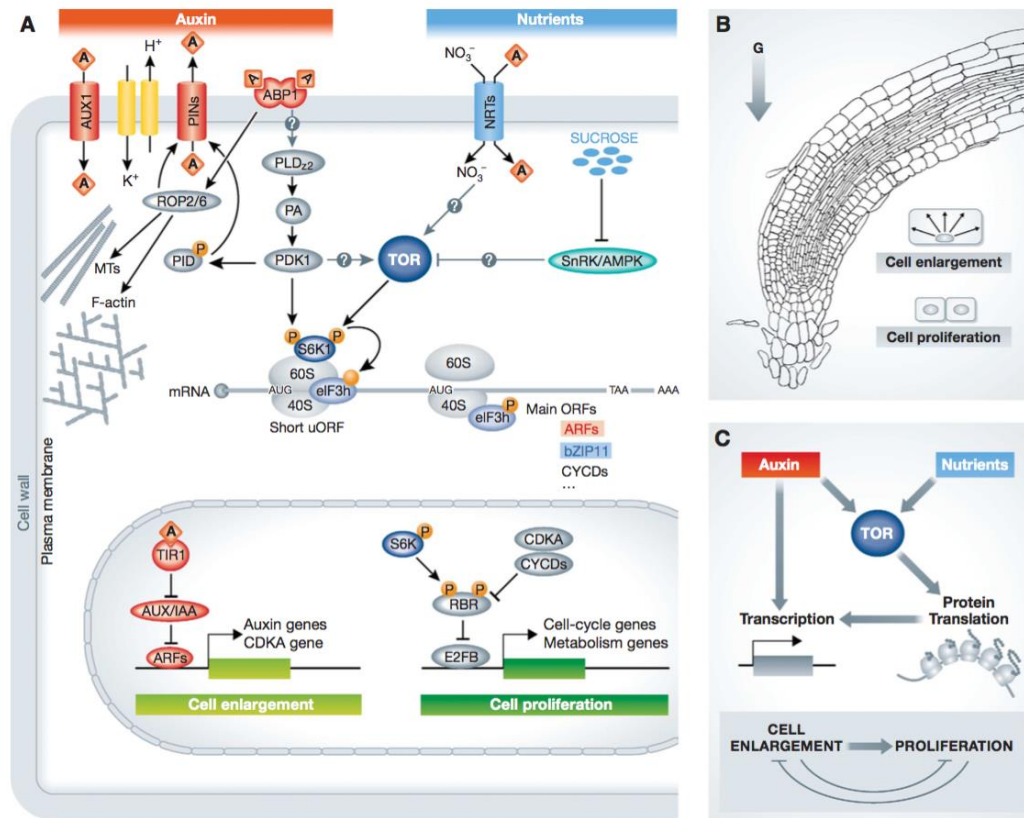 A
Auxin
Nutrients
A
H+
A
A
A
NO3−
A
AUX1
PINs
ABP1
NRTs
?
SUCROSE
A
K+
A
PLDz2
NO3−
A
ROP2/6
PA
?
MTs
PID
P
PDK1
?
TOR
?
SnRK/AMPK
F-actin
P
P
S6K1
60S
60S
mRNA
AUG
eIF3h
AUG
TAA
AAA
40S
40S
eIF3h
P
Short uORF
Main ORFs
ARFs
bZIP11
CYCDs
...
Cell wall
Plasma membrane
A
TIR1
S6K
P
CDKA
CYCDs
AUX/IAA
P
P
RBR
Auxin genes
CDKA gene
Cell-cycle genes
Metabolism genes
ARFs
E2FB
Cell enlargement
Cell proliferation
B
G
Cell enlargement
Cell proliferation
C
Auxin
Nutrients
TOR
Transcription
Protein
Translation
CELL
ENLARGEMENT
PROLIFERATION